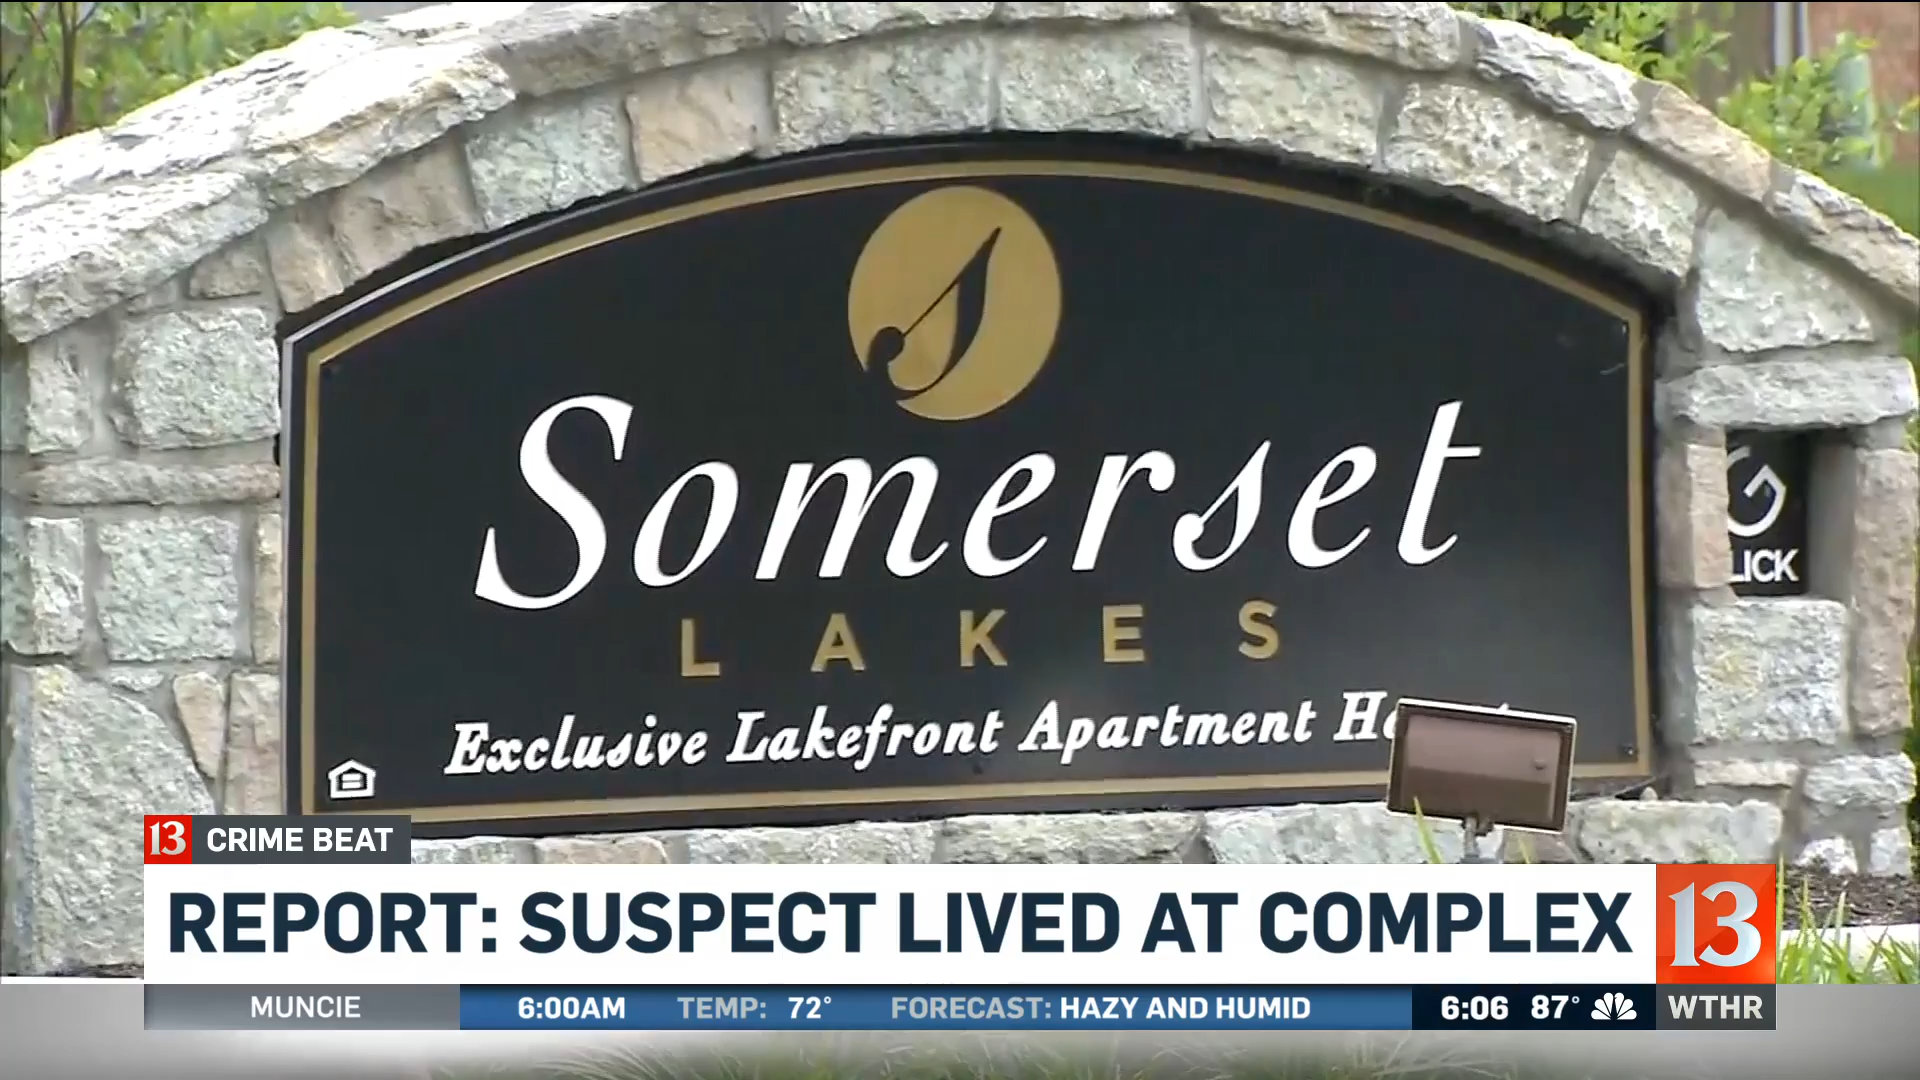 Somerset
LAKES
Exclusive Lakefront Apartment
LICK
13 CRIME BEAT
REPORT: SUSPECT LIVED AT COMPLEX 13
MUNCIE 6:00AM TEMP: 72° FORECAST: HAZY AND HUMID 6:06 87° WTHR